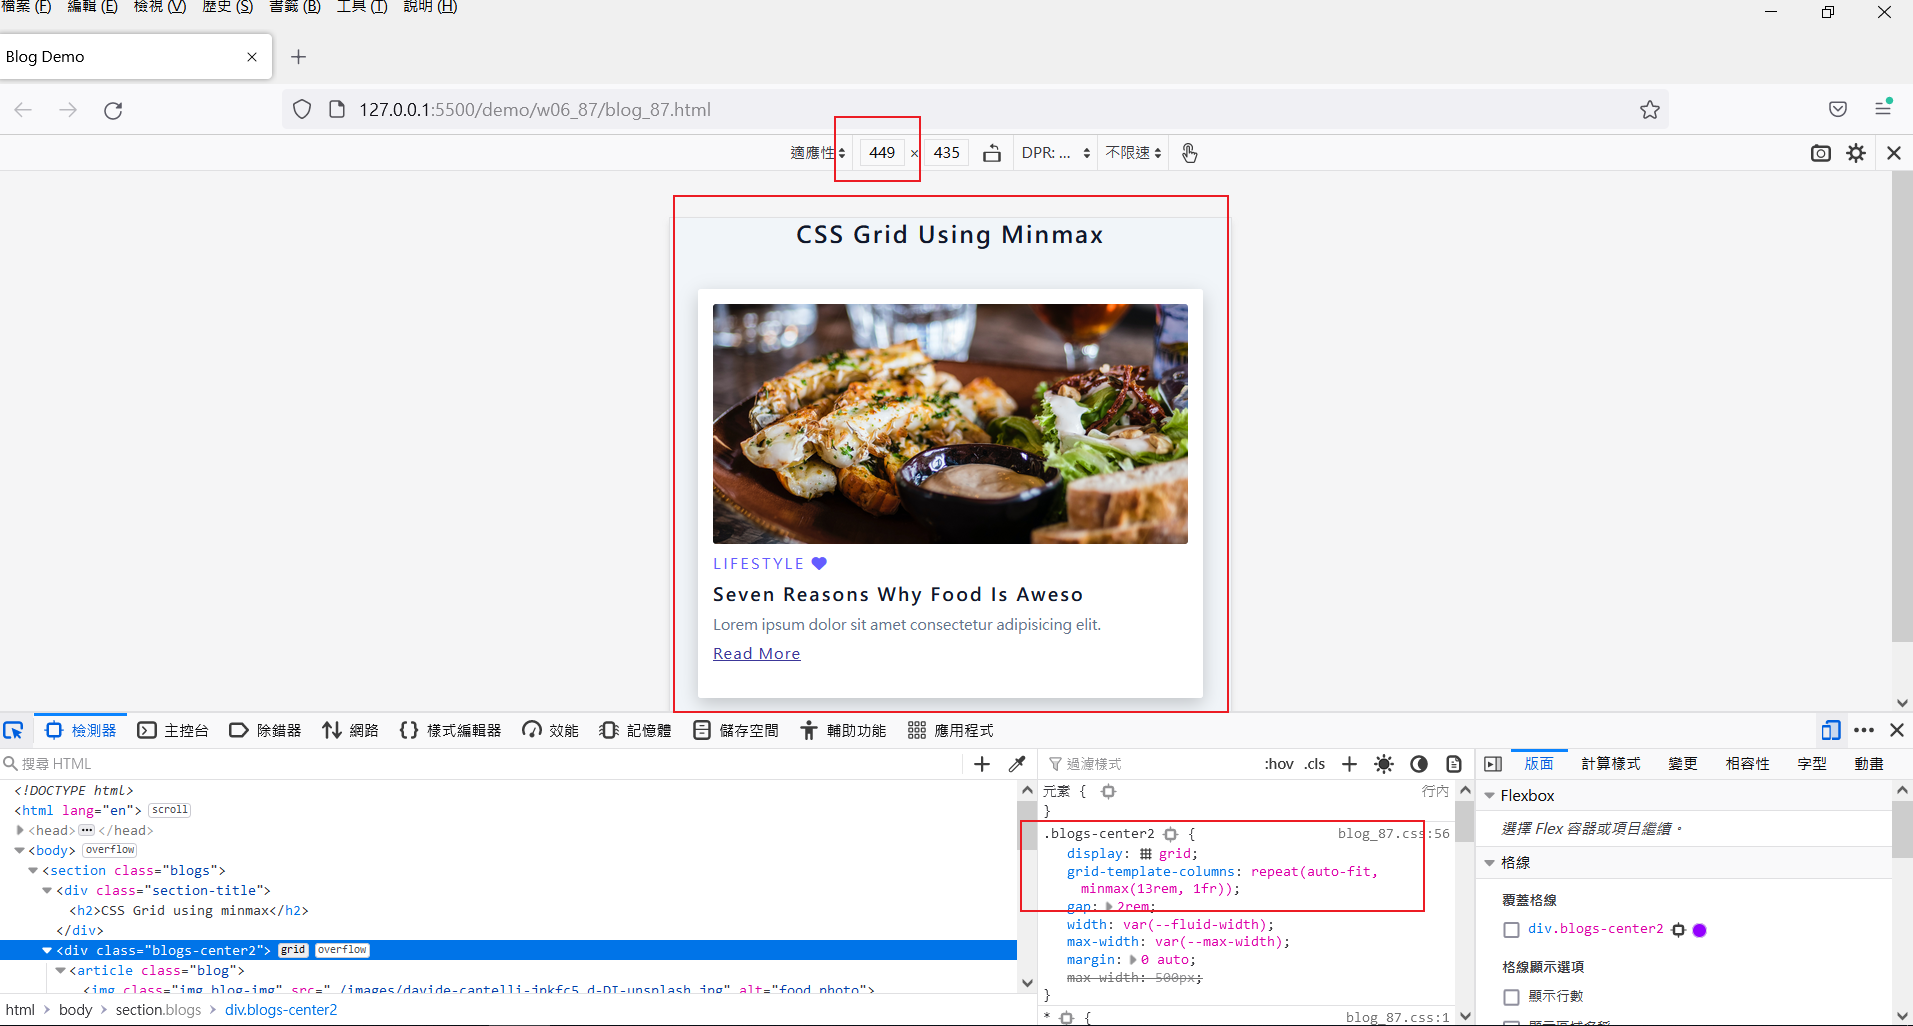 檔案 (F) 編輯 (E) 檢視 (V) 歷史 (S) 書籤 (B) 工具 (T) 說明 (H)
Blog Demo
127.0.0.1:5500/demo/w06_87/blog_87.html
適應性 449 × 435 DPR: ... 不限速
CSS Grid Using Minmax
LIFESTYLE
Seven Reasons Why Food Is Aweso
Lorem ipsum dolor sit amet consectetur adipisicing elit.
Read More
檢測器 主控台 除錯器 網路 樣式編輯器 效能 記憶體 儲存空間 輔助功能 應用程式
搜尋 HTML
<!DOCTYPE html>
<html lang="en"> scroll
<head> ••• </head>
<body> overflow
<section class="blogs">
<div class="section-title">
<h2>CSS Grid using minmax</h2>
</div>
<div class="blogs-center2"> grid overflow
<article class="blog">
<img class="img blog-img" src="./images/davide-cantelli-jpkfc5_d-DI-unsplash.jpg" alt="food photo">
html body section.blogs div.blogs-center2
過濾樣式 :hov .cls
元素 { 行內
}
.blogs-center2 { blog_87.css:56
display: grid;
grid-template-columns: repeat(auto-fit,
minmax(13rem, 1fr));
gap: 2rem;
width: var(--fluid-width);
max-width: var(--max-width);
margin: 0 auto;
max-width: 500px;
}
* { blog_87.css:1
版面 計算樣式 變更 相容性 字型 動畫
Flexbox
選擇 Flex 容器或項目繼續。
格線
覆蓋格線
div.blogs-center2
格線顯示選項
顯示行數
顯示區域名稱